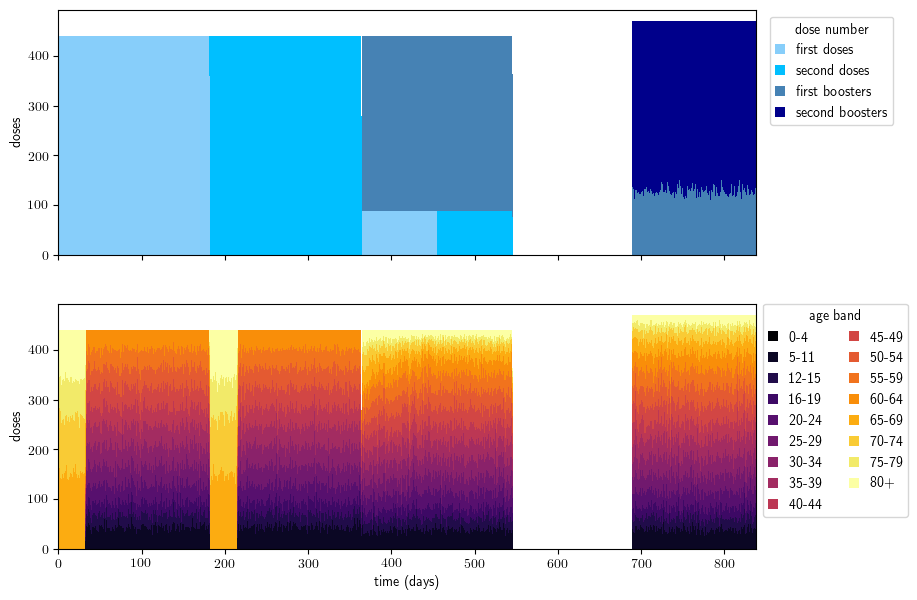 400
300
200
100
0
doses
dose number
first doses
second doses
first boosters
second boosters
400
300
200
100
0
doses
0 100 200 300 400 500 600 700 800
time (days)
age band
0-4 45-49
5-11 50-54
12-15 55-59
16-19 60-64
20-24 65-69
25-29 70-74
30-34 75-79
35-39 80+
40-44